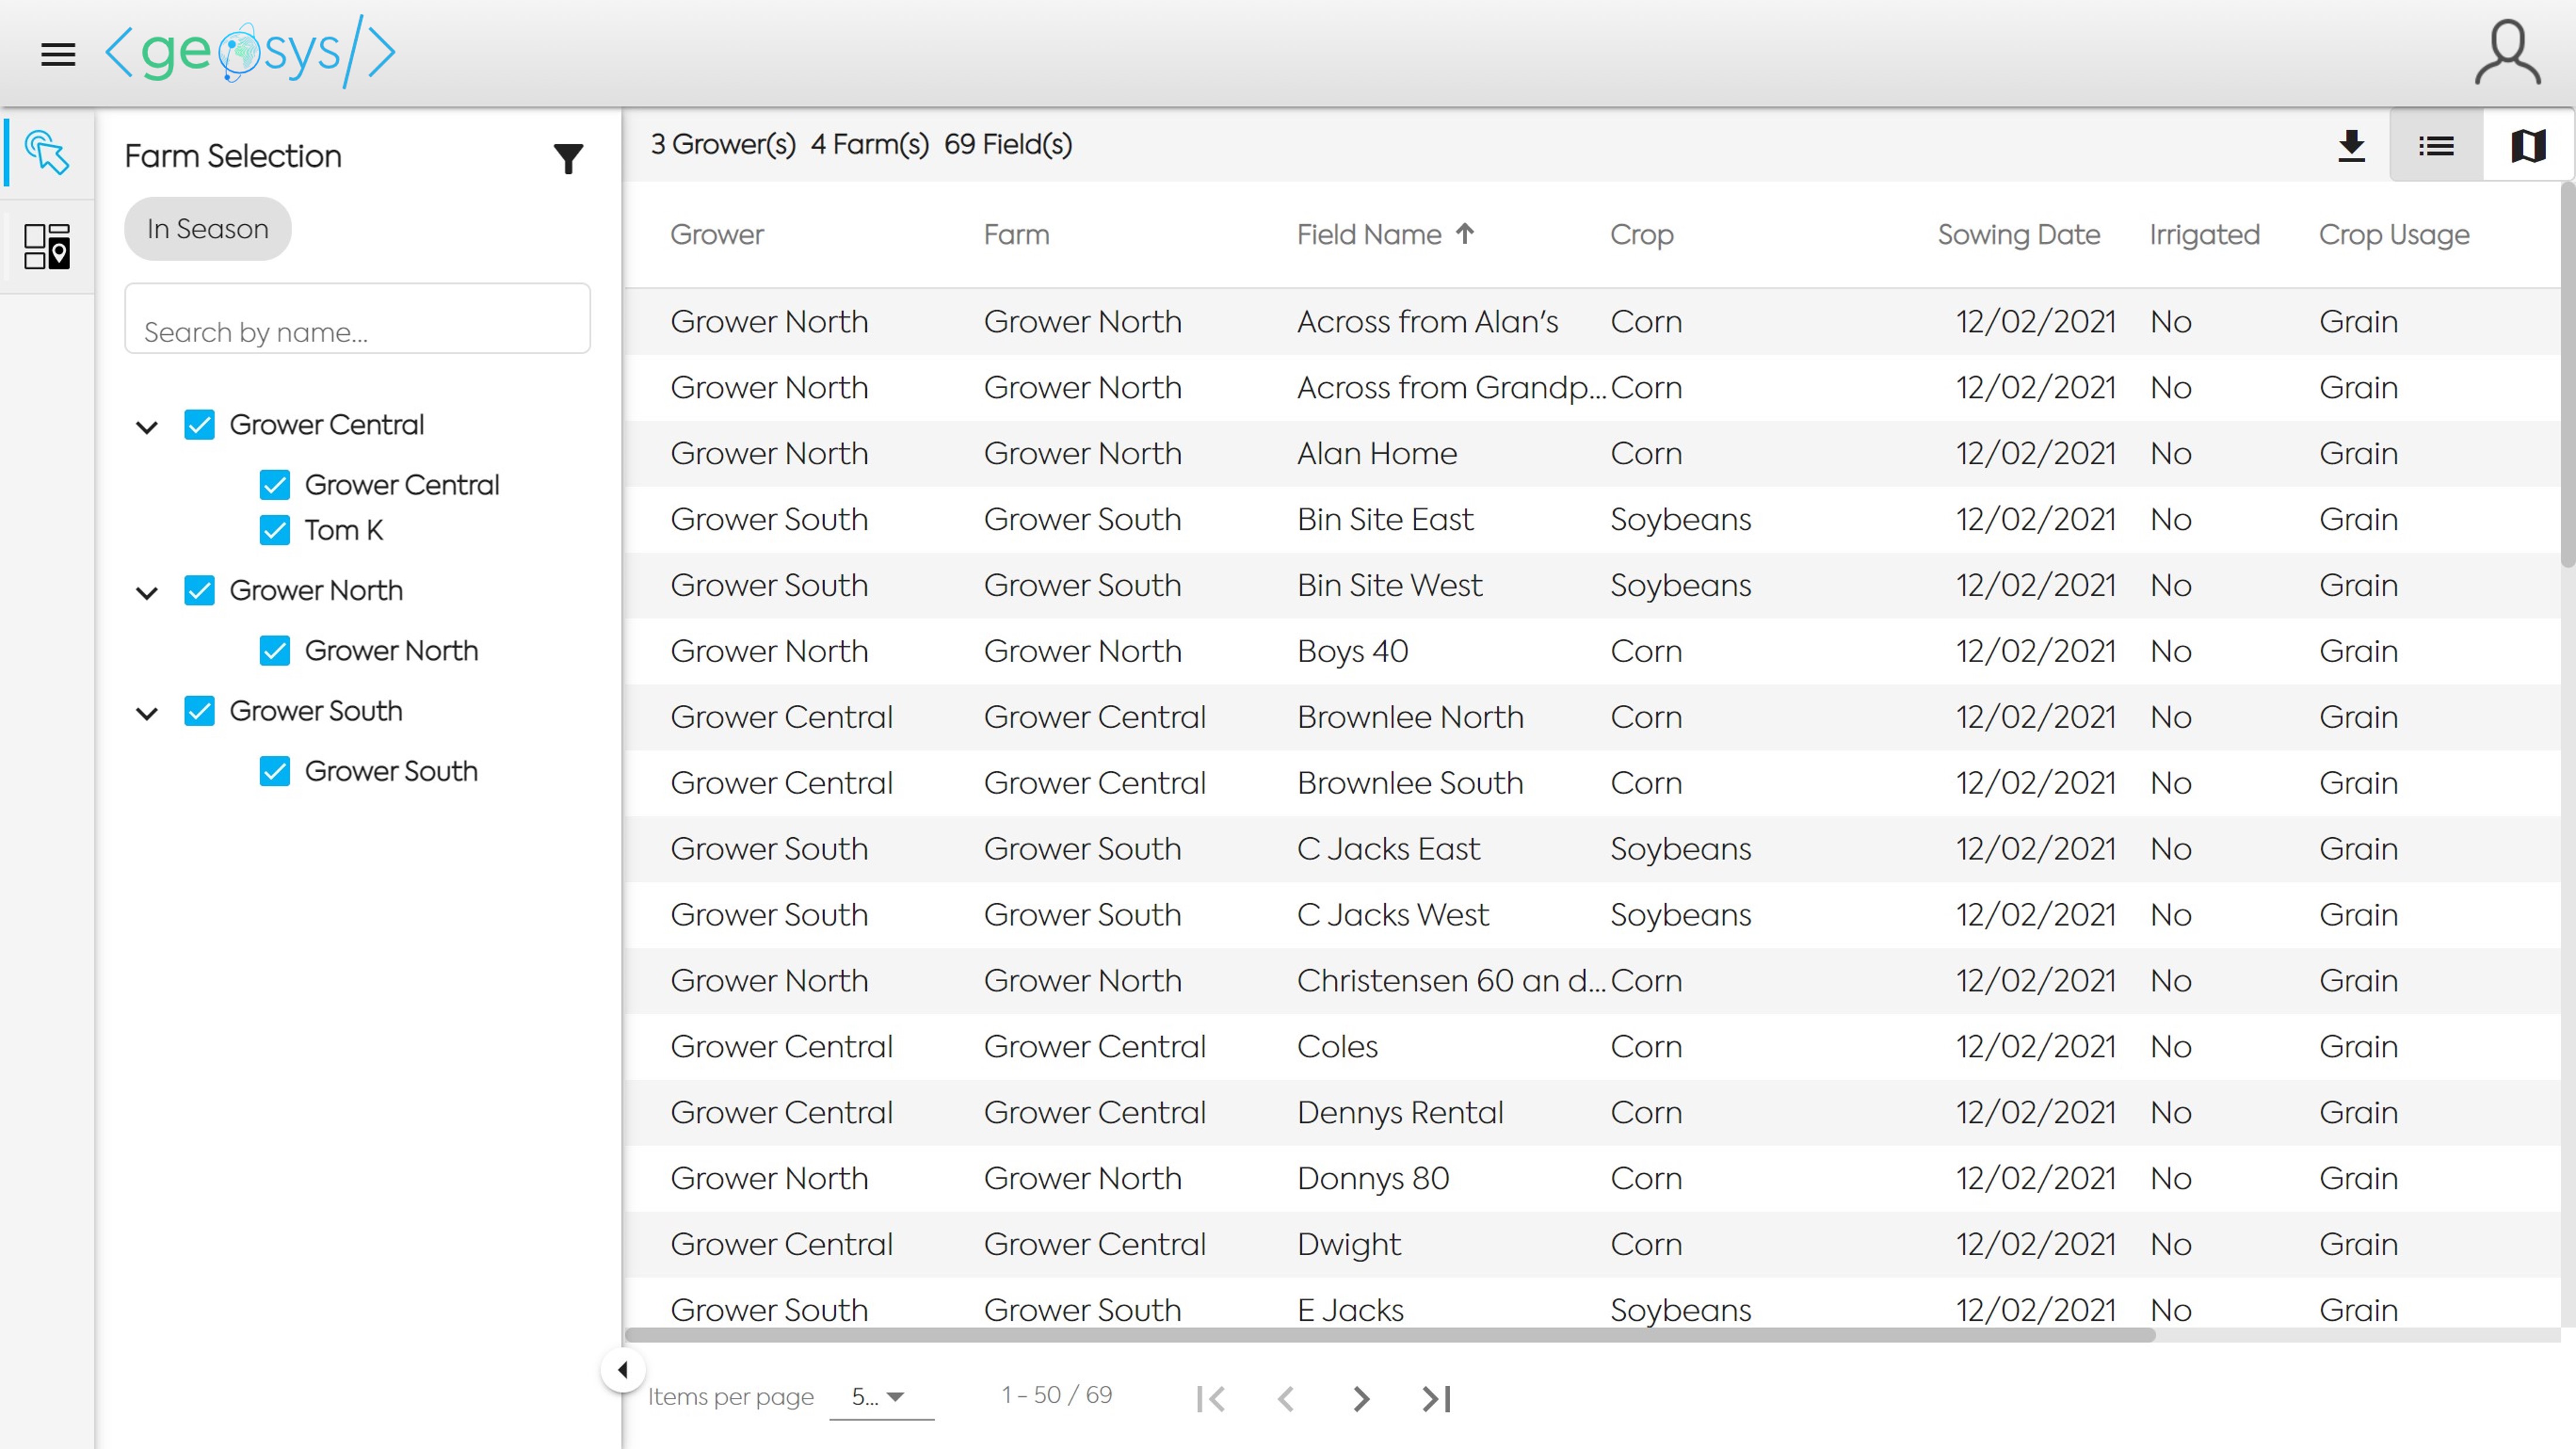 <geosys/>
Farm Selection
In Season
Search by name...
Grower Central
Grower Central
Tom K
Grower North
Grower North
Grower South
Grower South
3 Grower(s) 4 Farm(s) 69 Field(s)
Grower Farm Field Name Crop Sowing Date Irrigated Crop Usage
Grower North Grower North Across from Alan's Corn 12/02/2021 No Grain
Grower North Grower North Across from Grandp... Corn 12/02/2021 No Grain
Grower North Grower North Alan Home Corn 12/02/2021 No Grain
Grower South Grower South Bin Site East Soybeans 12/02/2021 No Grain
Grower South Grower South Bin Site West Soybeans 12/02/2021 No Grain
Grower North Grower North Boys 40 Corn 12/02/2021 No Grain
Grower Central Grower Central Brownlee North Corn 12/02/2021 No Grain
Grower Central Grower Central Brownlee South Corn 12/02/2021 No Grain
Grower South Grower South C Jacks East Soybeans 12/02/2021 No Grain
Grower South Grower South C Jacks West Soybeans 12/02/2021 No Grain
Grower North Grower North Christensen 60 an d... Corn 12/02/2021 No Grain
Grower Central Grower Central Coles Corn 12/02/2021 No Grain
Grower Central Grower Central Dennys Rental Corn 12/02/2021 No Grain
Grower North Grower North Donnys 80 Corn 12/02/2021 No Grain
Grower Central Grower Central Dwight Corn 12/02/2021 No Grain
Grower South Grower South E Jacks Soybeans 12/02/2021 No Grain
Items per page 5... 1 - 50 / 69